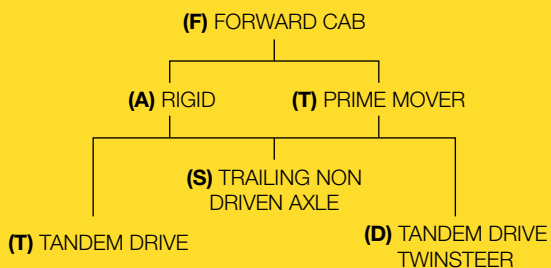 (F) FORWARD CAB
(A) RIGID
(T) PRIME MOVER
(S) TRAILING NON
DRIVEN AXLE
(T) TANDEM DRIVE
(D) TANDEM DRIVE
TWINSTEER